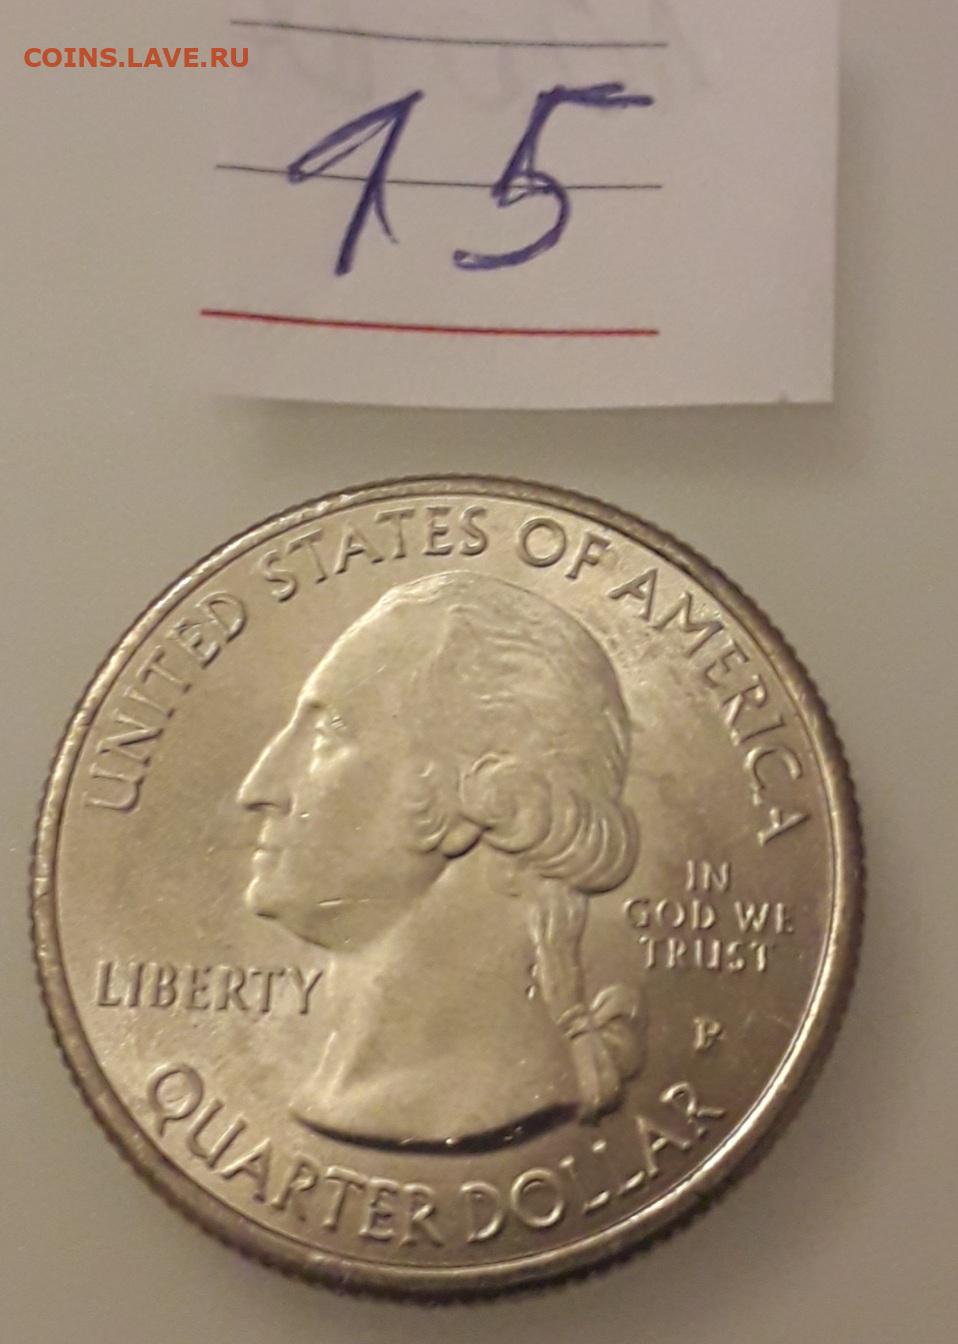 COINS.LAVE.RU
15
UNITED STATES OF AMERICA
IN
GOD WE
TRUST
LIBERTY
P
QUARTER DOLLAR